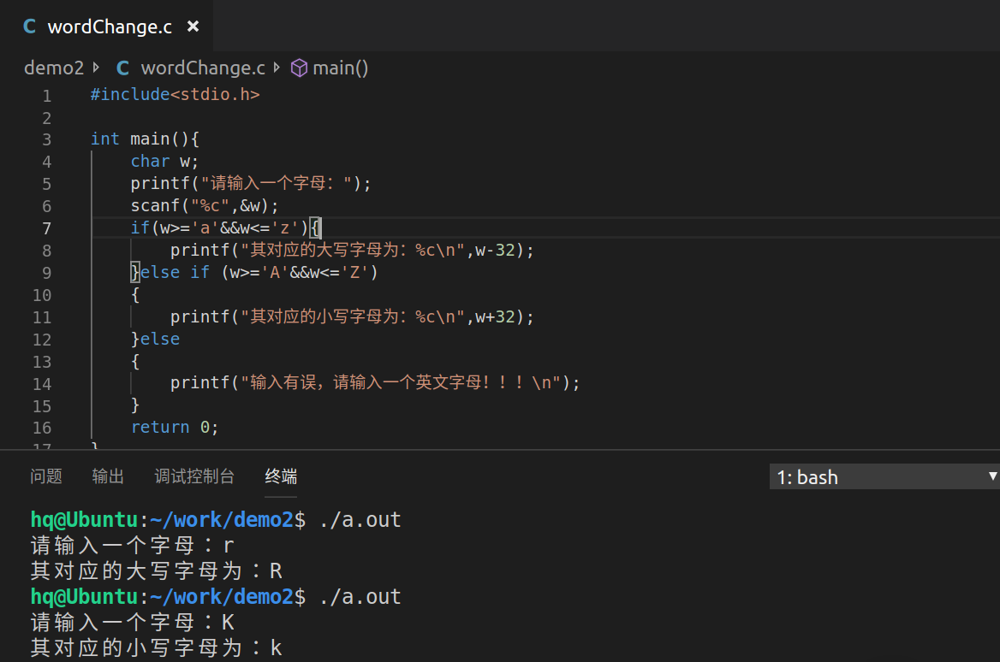 C wordChange.c ×
demo2 C wordChange.c main()
1 #include<stdio.h>
2
3 int main(){
4 char w;
5 printf("请输入一个字母：");
6 scanf("%c",&w);
7 if(w>='a'&&w<='z'){
8 printf("其对应的大写字母为：%c\n",w-32);
9 }else if (w>='A'&&w<='Z')
10 {
11 printf("其对应的小写字母为：%c\n",w+32);
12 }else
13 {
14 printf("输入有误，请输入一个英文字母！！！\n");
15 }
16 return 0;
17 }
问题 输出 调试控制台 终端 1: bash
hq@Ubuntu:~/work/demo2$ ./a.out
请输入一个字母：r
其对应的大写字母为：R
hq@Ubuntu:~/work/demo2$ ./a.out
请输入一个字母：K
其对应的小写字母为：k